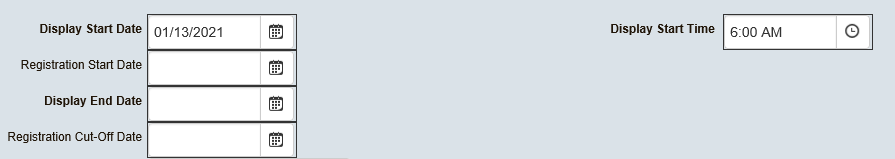 Display Start Date 01/13/2021 Display Start Time 6:00 AM
Registration Start Date
Display End Date
Registration Cut-Off Date